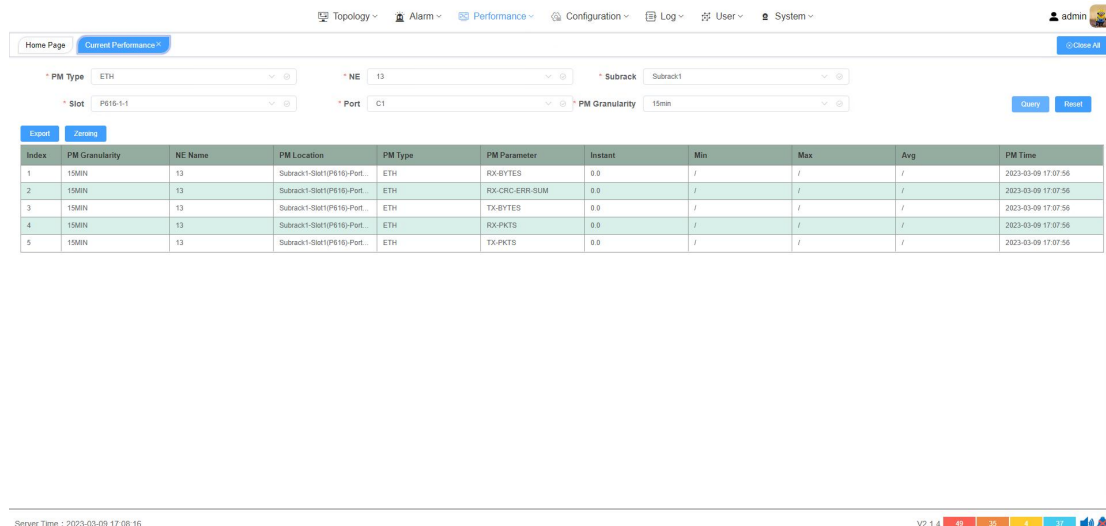 Topology Alarm Performance Configuration Log User System admin
Home Page Current Performance × Close All
* PM Type ETH * NE 13 * Subrack Subrack1
* Slot P616-1-1 * Port C1 * PM Granularity 15min Query Reset
Export Zeroing
Index PM Granularity NE Name PM Location PM Type PM Parameter Instant Min Max Avg PM Time
1 15MIN 13 Subrack1-Slot1(P616)-Port... ETH RX-BYTES 0.0 / / / 2023-03-09 17:07:56
2 15MIN 13 Subrack1-Slot1(P616)-Port... ETH RX-CRC-ERR-SUM 0.0 / / / 2023-03-09 17:07:56
3 15MIN 13 Subrack1-Slot1(P616)-Port... ETH TX-BYTES 0.0 / / / 2023-03-09 17:07:56
4 15MIN 13 Subrack1-Slot1(P616)-Port... ETH RX-PKTS 0.0 / / / 2023-03-09 17:07:56
5 15MIN 13 Subrack1-Slot1(P616)-Port... ETH TX-PKTS 0.0 / / / 2023-03-09 17:07:56
Server Time : 2023-03-09 17:08:16 V2.1.4 49 35 4 37